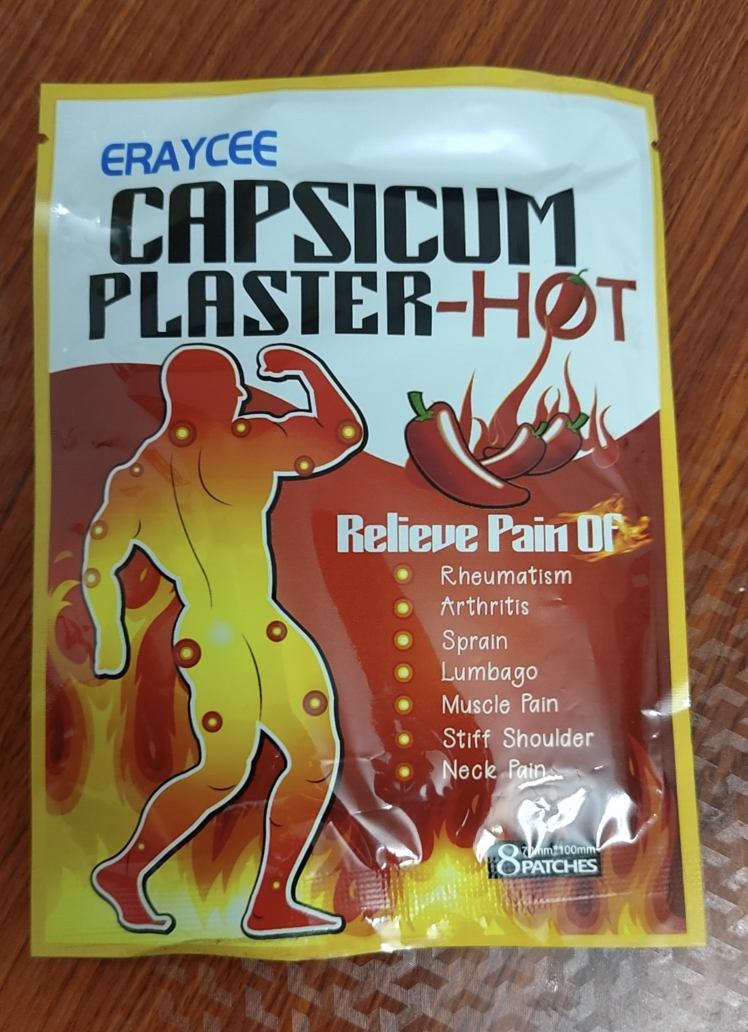 ERAYCEE
CAPSICUM
PLASTER-HOT
Relieve Pain Of
Rheumatism
Arthritis
Sprain
Lumbago
Muscle Pain
Stiff Shoulder
Neck Pain
70mm*100mm
8 PATCHES